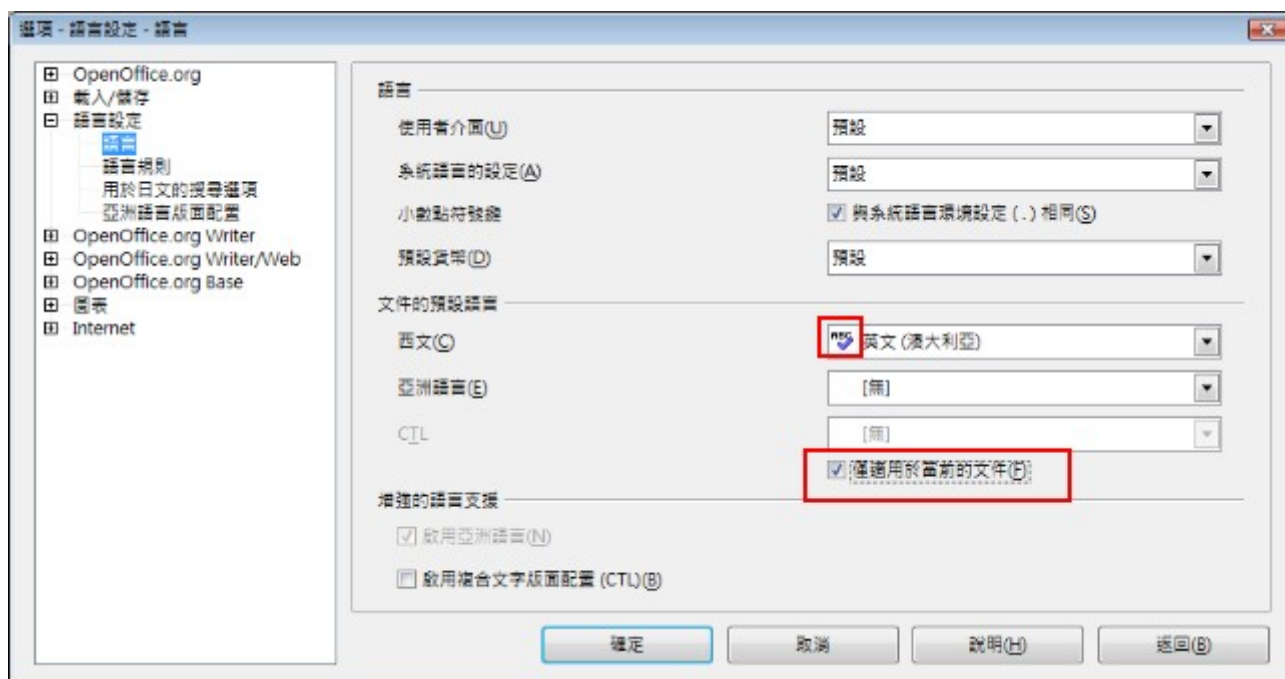 選項 - 語言設定 - 語言
OpenOffice.org
載入/儲存
語言設定
語言
語言規則
用於日文的搜尋選項
亞洲語言版面配置
OpenOffice.org Writer
OpenOffice.org Writer/Web
OpenOffice.org Base
圖表
Internet
語言
使用者介面(U) 預設
系統語言的設定(A) 預設
小數點符號鍵 與系統語言環境設定 ( . ) 相同(S)
預設貨幣(D) 預設
文件的預設語言
西文(C) ABC 英文 (澳大利亞)
亞洲語言(E) [無]
CTL [無]
僅適用於當前的文件(F)
增強的語言支援
啟用亞洲語言(N)
啟用複合文字版面配置 (CTL)(B)
確定 取消 說明(H) 返回(B)